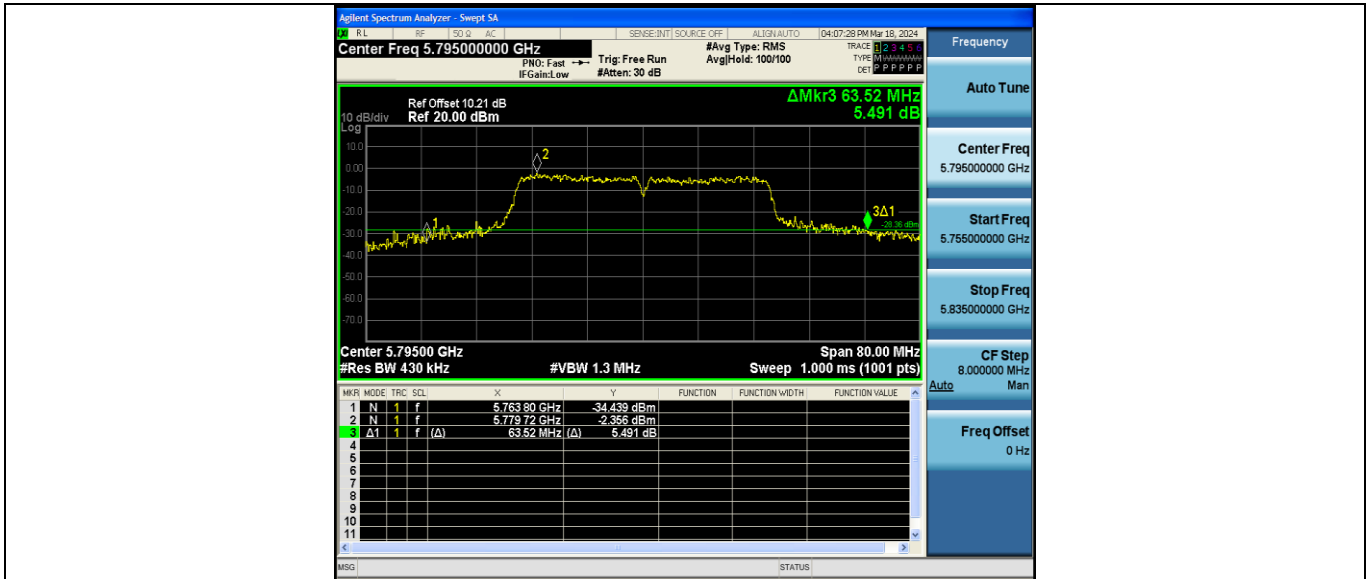 Agilent Spectrum Analyzer - Swept SA
RL RF 50 Ω AC SENSE:INT SOURCE OFF ALIGN AUTO 04:07:28 PM Mar 18, 2024
Center Freq 5.795000000 GHz
PNO: Fast
IFGain:Low
Trig: Free Run
#Atten: 30 dB
#Avg Type: RMS
Avg|Hold: 100/100
TRACE 1 2 3 4 5 6
TYPE M
DET P P P P P P
Ref Offset 10.21 dB
10 dB/div Ref 20.00 dBm
Log
ΔMkr3 63.52 MHz
5.491 dB
10.0
0.00
-10.0
-20.0
-30.0
-40.0
-50.0
-60.0
-70.0
1
2
3Δ1
-28.36 dBm
Center 5.79500 GHz Span 80.00 MHz
#Res BW 430 kHz #VBW 1.3 MHz Sweep 1.000 ms (1001 pts)
MKR MODE TRC SCL X Y FUNCTION FUNCTION WIDTH FUNCTION VALUE
1 N 1 f 5.763 80 GHz -34.439 dBm
2 N 1 f 5.779 72 GHz -2.356 dBm
3 Δ1 1 f (Δ) 63.52 MHz (Δ) 5.491 dB
4
5
6
7
8
9
10
11
MSG STATUS
Frequency
Auto Tune
Center Freq
5.795000000 GHz
Start Freq
5.755000000 GHz
Stop Freq
5.835000000 GHz
CF Step
8.000000 MHz
Auto Man
Freq Offset
0 Hz